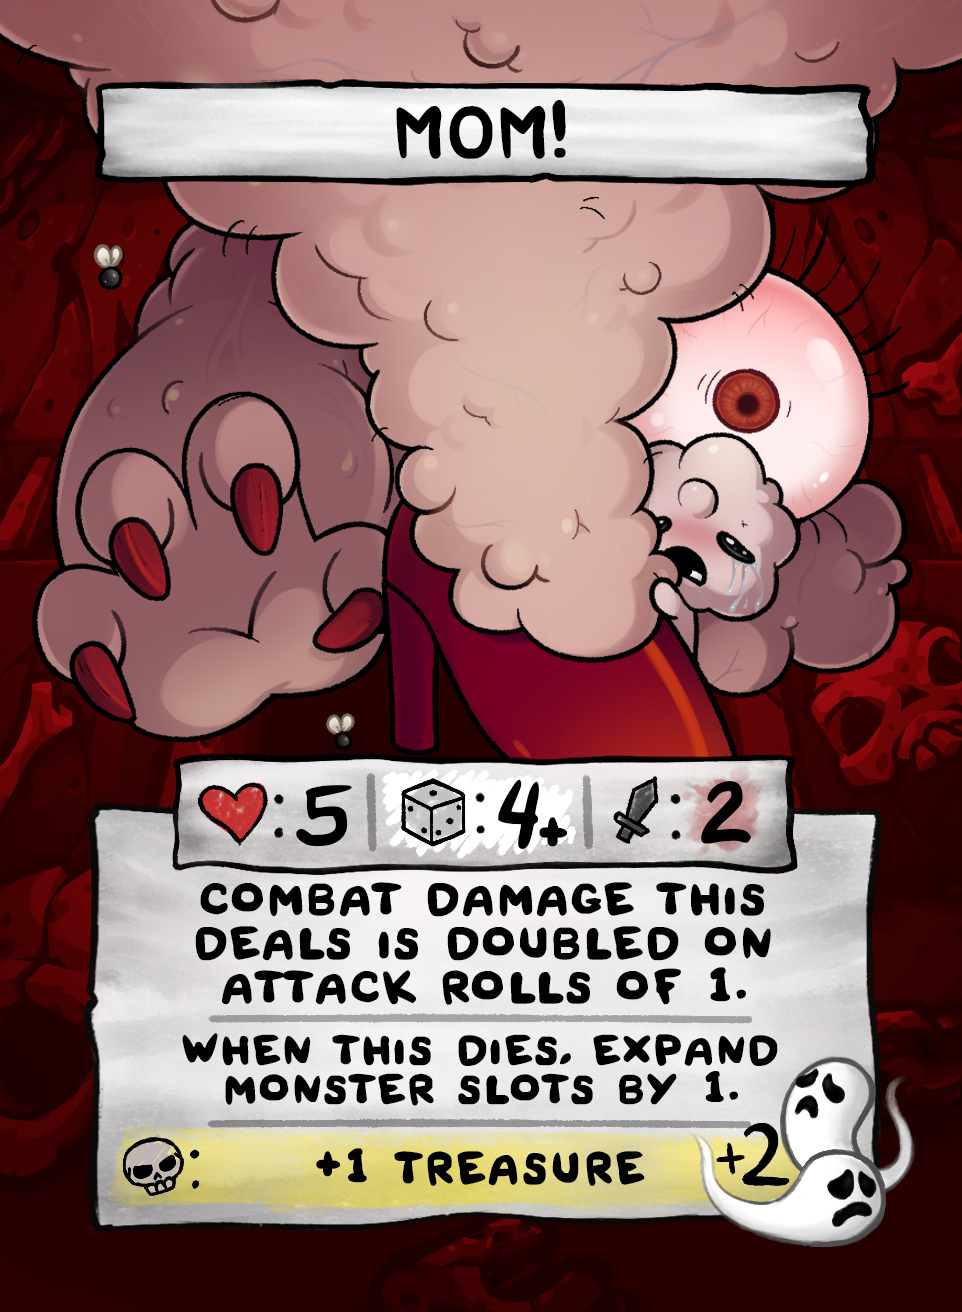 MOM!
: 5 : 4+ : 2
COMBAT DAMAGE THIS
DEALS IS DOUBLED ON
ATTACK ROLLS OF 1.
WHEN THIS DIES, EXPAND
MONSTER SLOTS BY 1.
: +1 TREASURE +2